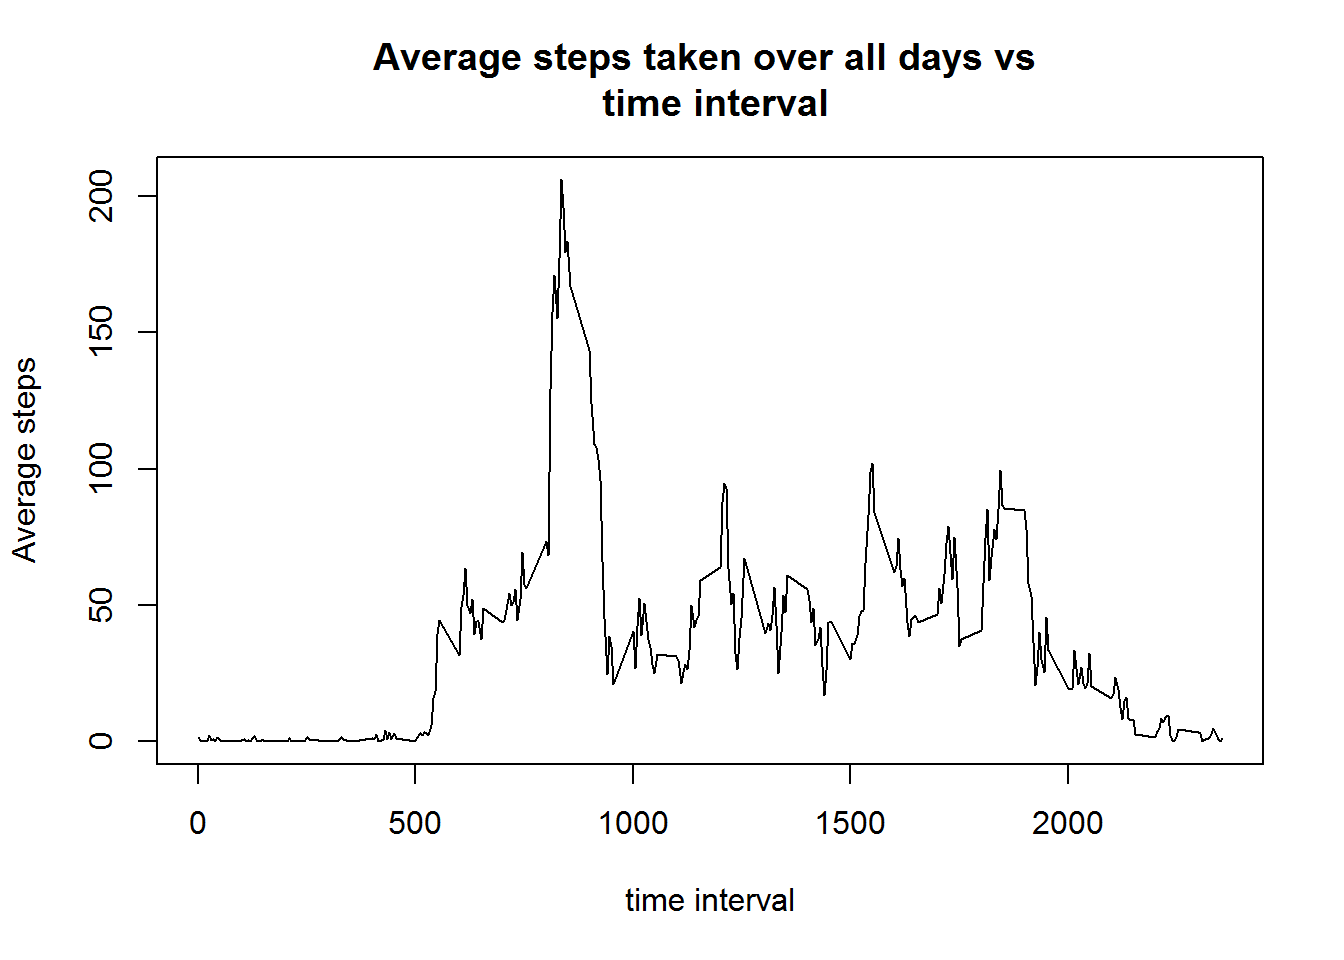 Average steps taken over all days vs
time interval
Average steps
200
150
100
50
0
0 500 1000 1500 2000
time interval